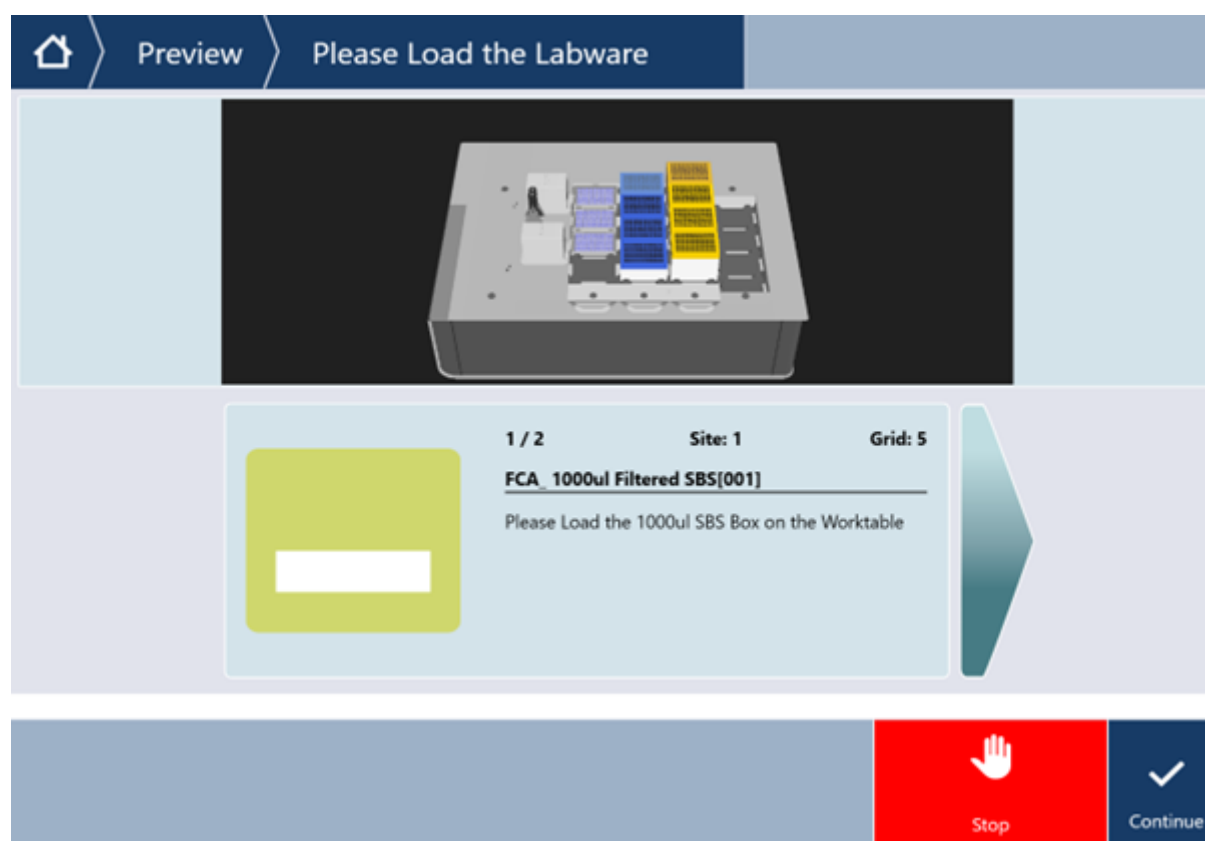 Preview
Please Load the Labware
1 / 2 Site: 1 Grid: 5
FCA_ 1000ul Filtered SBS[001]
Please Load the 1000ul SBS Box on the Worktable
Stop
Continue